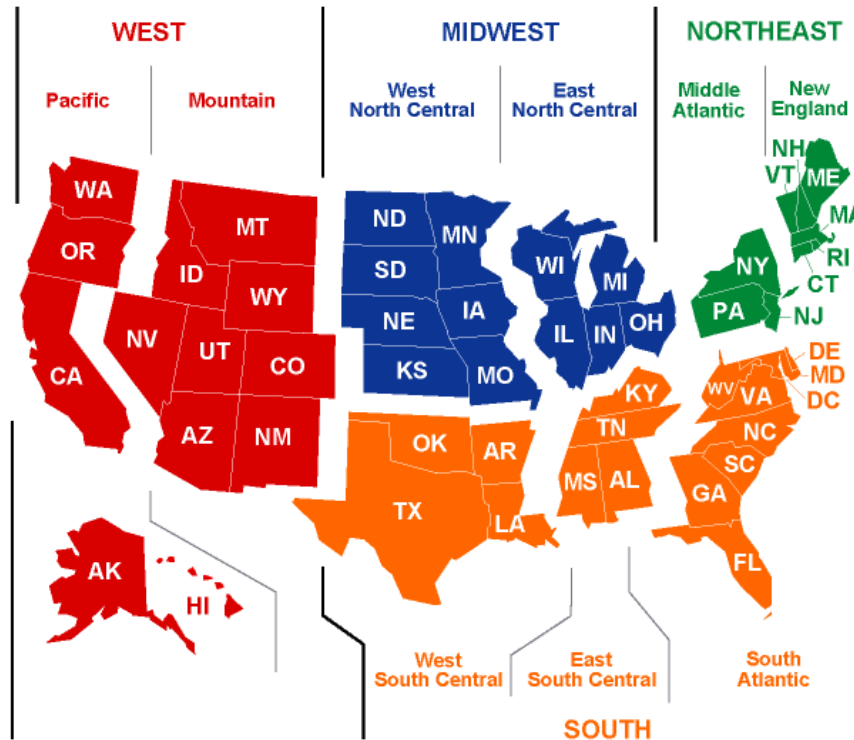 WEST
MIDWEST
NORTHEAST
Pacific
Mountain
West
North Central
East
North Central
Middle
Atlantic
New
England
WA
OR
CA
NV
ID
MT
WY
UT
CO
AZ
NM
AK
HI
ND
SD
NE
KS
MN
IA
MO
WI
IL
MI
IN
OH
NH
VT
ME
MA
RI
CT
NY
PA
NJ
OK
TX
AR
LA
KY
TN
MS
AL
DE
MD
DC
WV
VA
NC
SC
GA
FL
West
South Central
East
South Central
South
Atlantic
SOUTH